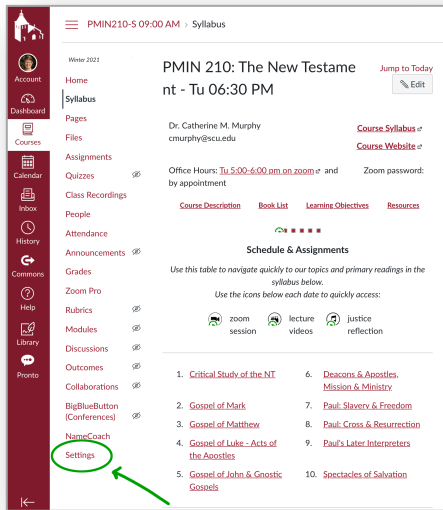 PMIN210-S 09:00 AM › Syllabus
Account
Dashboard
Courses
Calendar
Inbox
History
Commons
Help
Library
Pronto
Winter 2021
Home
Syllabus
Pages
Files
Assignments
Quizzes
Class Recordings
People
Attendance
Announcements
Grades
Zoom Pro
Rubrics
Modules
Discussions
Outcomes
Collaborations
BigBlueButton
(Conferences)
NameCoach
Settings
PMIN 210: The New Testame
nt - Tu 06:30 PM
Jump to Today
Edit
Dr. Catherine M. Murphy
cmurphy@scu.edu
Course Syllabus
Course Website
Office Hours: Tu 5:00-6:00 pm on zoom and
by appointment
Zoom password:
Course Description Book List Learning Objectives Resources
Schedule & Assignments
Use this table to navigate quickly to our topics and primary readings in the
syllabus below.
Use the icons below each date to quickly access:
zoom
session
lecture
videos
justice
reflection
1. Critical Study of the NT
2. Gospel of Mark
3. Gospel of Matthew
4. Gospel of Luke - Acts of
the Apostles
5. Gospel of John & Gnostic
Gospels
6. Deacons & Apostles,
Mission & Ministry
7. Paul: Slavery & Freedom
8. Paul: Cross & Resurrection
9. Paul's Later Interpreters
10. Spectacles of Salvation